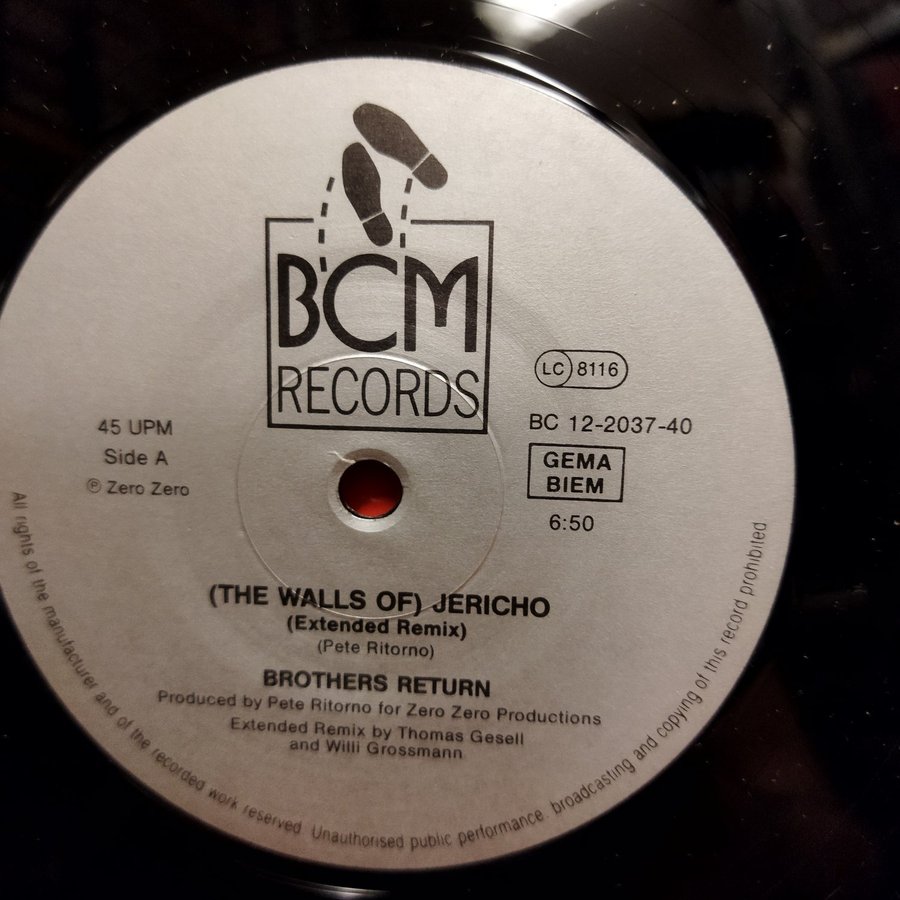 BCM
RECORDS
LC 8116
BC 12-2037-40
GEMA
BIEM
6:50
45 UPM
Side A
Ⓟ Zero Zero
(THE WALLS OF) JERICHO
(Extended Remix)
(Pete Ritorno)
BROTHERS RETURN
Produced by Pete Ritorno for Zero Zero Productions
Extended Remix by Thomas Gesell
and Willi Grossmann
All rights of the manufacturer and of the recorded work reserved. Unauthorised public performance, broadcasting and copying of this record prohibited